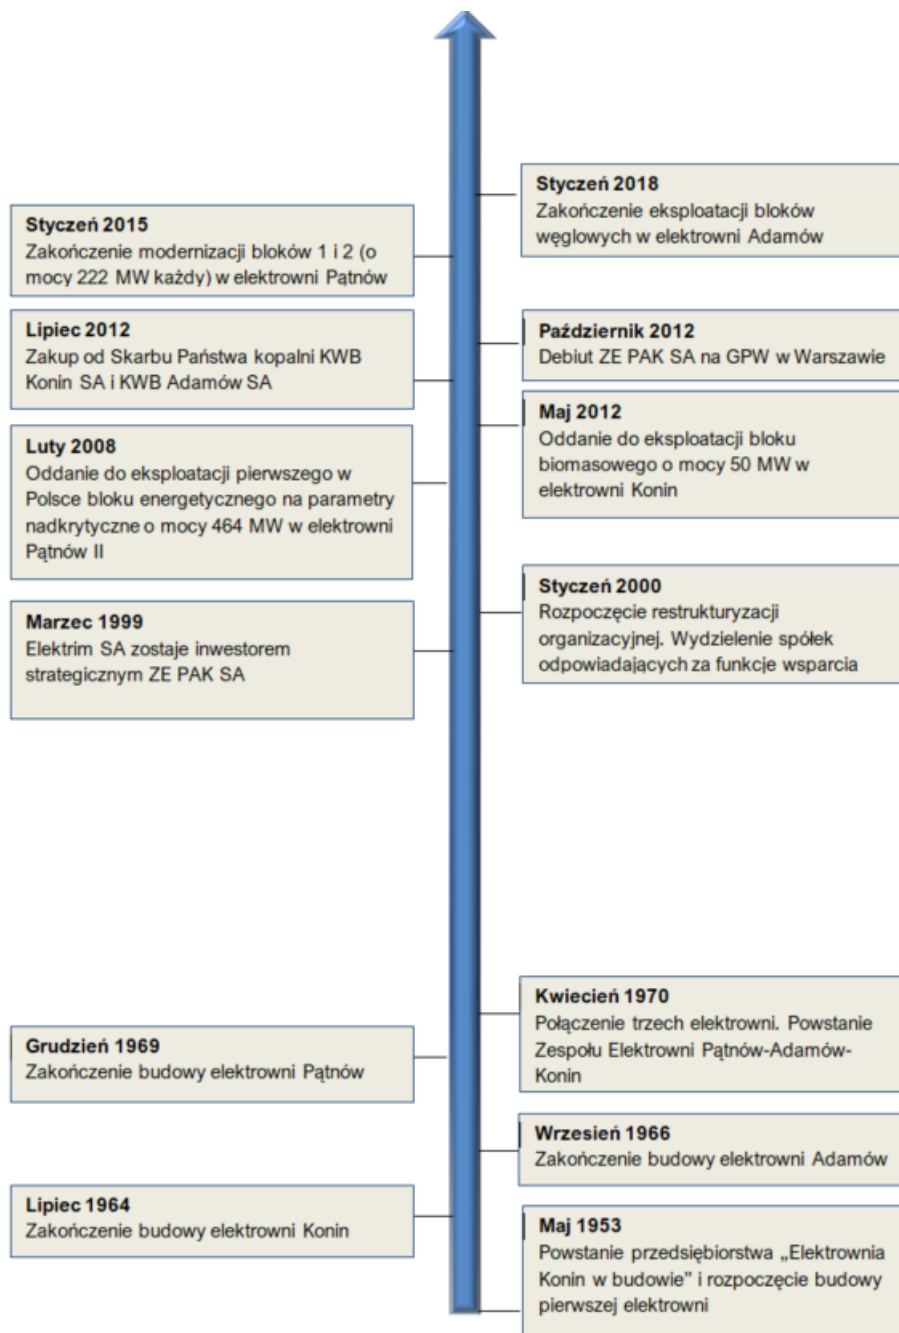 Styczeń 2018
Zakończenie eksploatacji bloków
węglowych w elektrowni Adamów
Styczeń 2015
Zakończenie modernizacji bloków 1 i 2 (o
mocy 222 MW każdy) w elektrowni Pątnów
Październik 2012
Debiut ZE PAK SA na GPW w Warszawie
Lipiec 2012
Zakup od Skarbu Państwa kopalni KWB
Konin SA i KWB Adamów SA
Maj 2012
Oddanie do eksploatacji bloku
biomasowego o mocy 50 MW w
elektrowni Konin
Luty 2008
Oddanie do eksploatacji pierwszego w
Polsce bloku energetycznego na parametry
nadkrytyczne o mocy 464 MW w elektrowni
Pątnów II
Styczeń 2000
Rozpoczęcie restrukturyzacji
organizacyjnej. Wydzielenie spółek
odpowiadających za funkcje wsparcia
Marzec 1999
Elektrim SA zostaje inwestorem
strategicznym ZE PAK SA
Kwiecień 1970
Połączenie trzech elektrowni. Powstanie
Zespołu Elektrowni Pątnów-Adamów-
Konin
Grudzień 1969
Zakończenie budowy elektrowni Pątnów
Wrzesień 1966
Zakończenie budowy elektrowni Adamów
Lipiec 1964
Zakończenie budowy elektrowni Konin
Maj 1953
Powstanie przedsiębiorstwa „Elektrownia
Konin w budowie” i rozpoczęcie budowy
pierwszej elektrowni